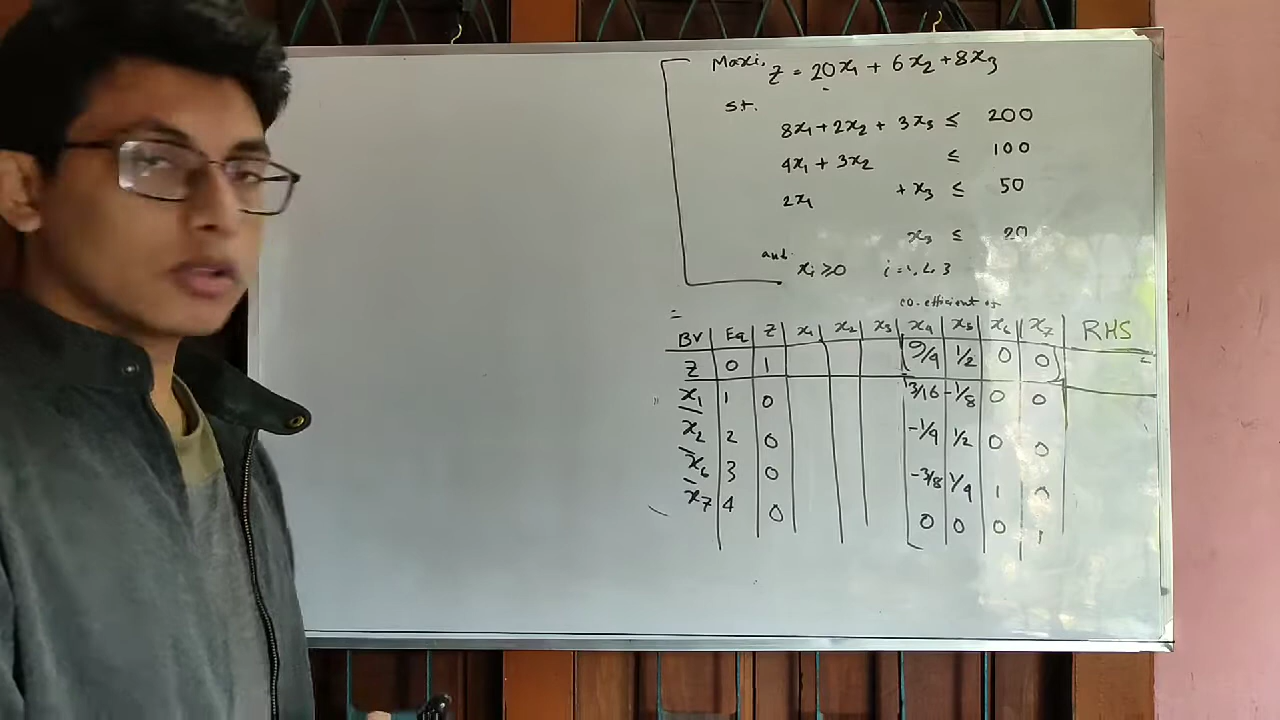 Maxi. Z = 20x₁ + 6x₂ + 8x₃
st.
8x₁ + 2x₂ + 3x₃ ≤ 200
4x₁ + 3x₂ ≤ 100
2x₁ + x₃ ≤ 50
x₃ ≤ 20
and xᵢ ≥ 0 i = 1, 2, 3
co-efficient of
BV Eq Z x₁ x₂ x₃ x₄ x₅ x₆ x₇ RHS
Z 0 1 9/4 1/2 0 0
x₁ 1 0 3/16 -1/8 0 0
x₂ 2 0 -1/4 1/2 0 0
x₆ 3 0 -3/8 1/4 1 0
x₇ 4 0 0 0 0 1